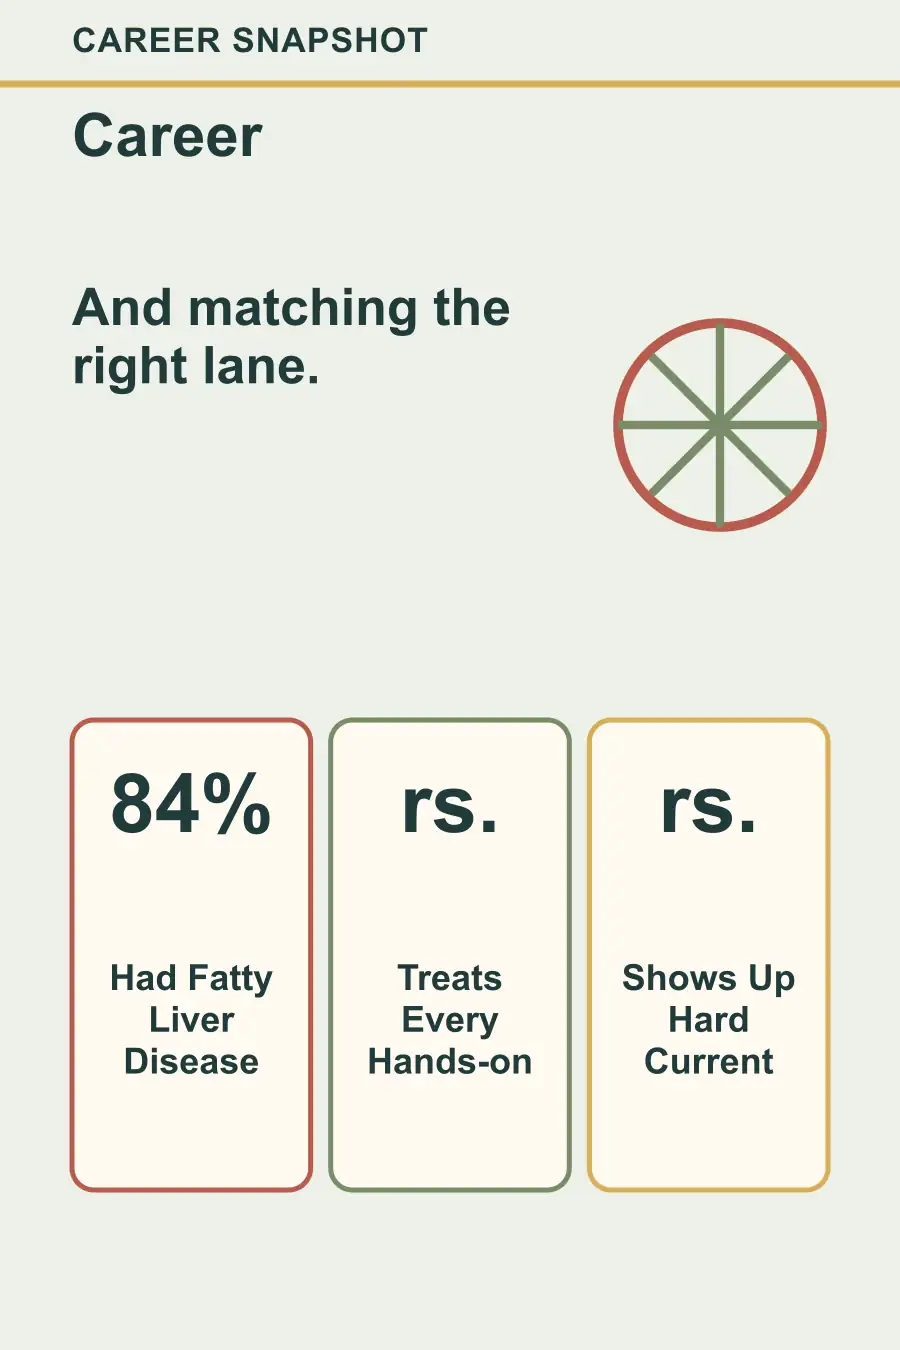 CAREER SNAPSHOT
Career
And matching the
right lane.
84%
Had Fatty
Liver
Disease
rs.
Treats
Every
Hands-on
rs.
Shows Up
Hard
Current